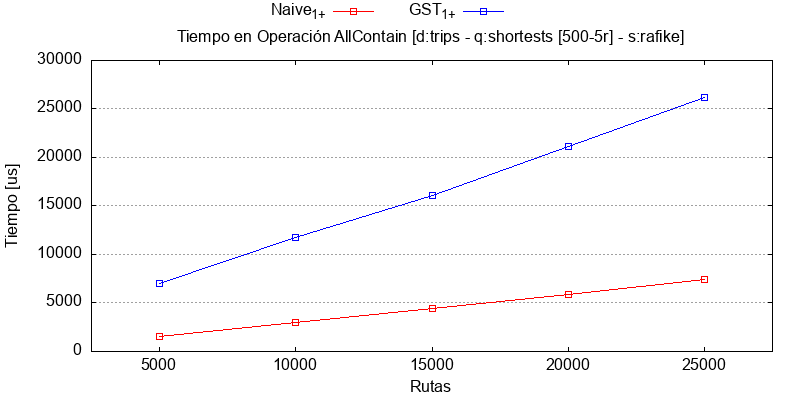 Naive1+ GST1+
Tiempo en Operación AllContain [d:trips - q:shortests [500-5r] - s:rafike]
30000
25000
20000
15000
10000
5000
0
Tiempo [us]
5000 10000 15000 20000 25000
Rutas